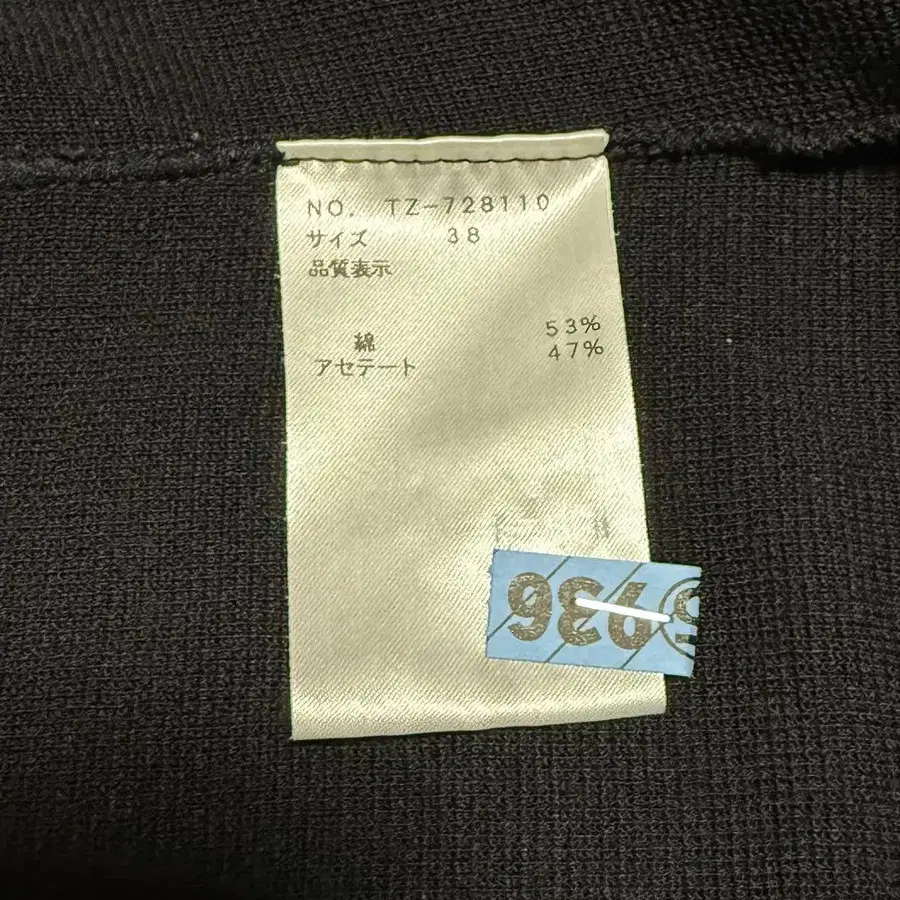 NO. TZ-728110
サイズ 38
品質表示
綿 53%
アセテート 47%
936